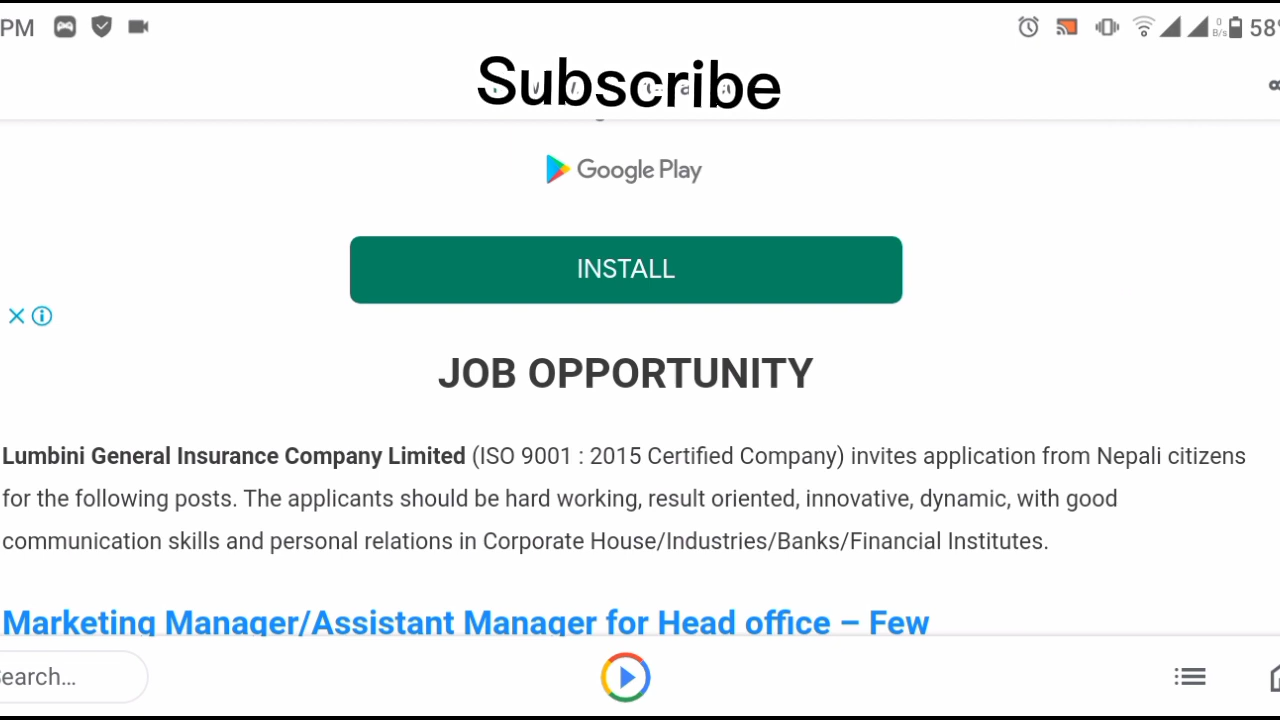 PM 0 B/s 58
Subscribe
Google Play
INSTALL
JOB OPPORTUNITY
Lumbini General Insurance Company Limited (ISO 9001 : 2015 Certified Company) invites application from Nepali citizens
for the following posts. The applicants should be hard working, result oriented, innovative, dynamic, with good
communication skills and personal relations in Corporate House/Industries/Banks/Financial Institutes.
Marketing Manager/Assistant Manager for Head office – Few
earch...